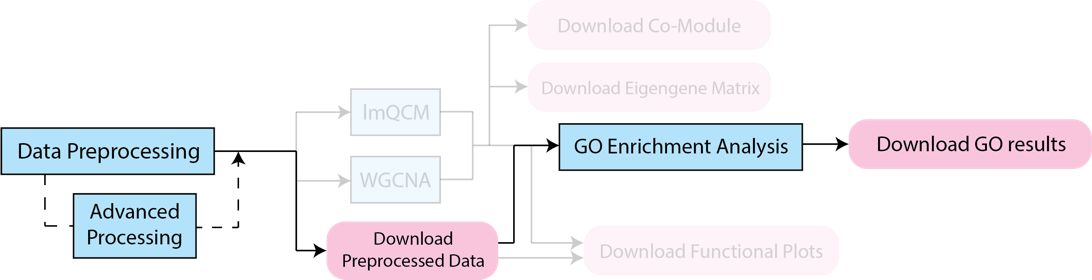 Download Co-Module
Download Eigengene Matrix
lmQCM
Data Preprocessing
GO Enrichment Analysis
Download GO results
WGCNA
Advanced
Processing
Download
Preprocessed Data
Download Functional Plots